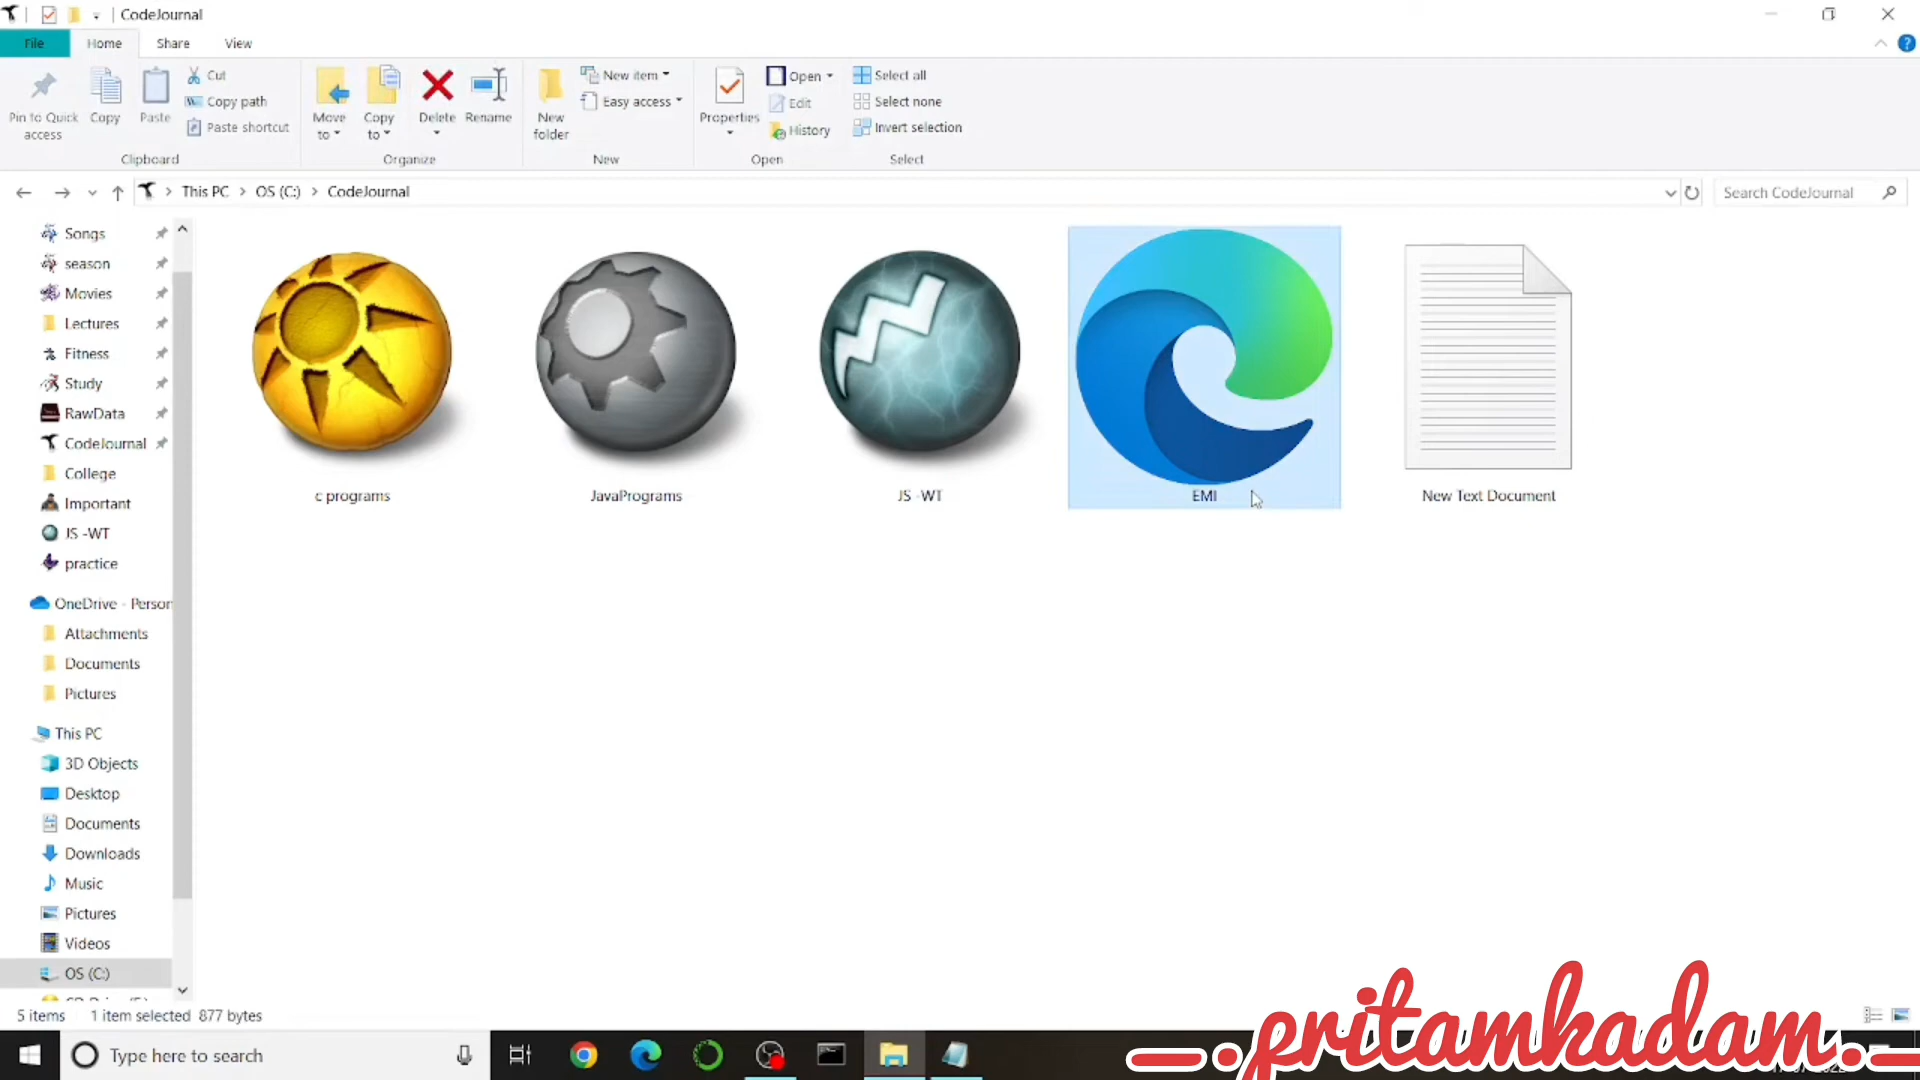 CodeJournal
File Home Share View
Pin to Quick access
Copy
Paste
Cut
Copy path
Paste shortcut
Clipboard
Move to
Copy to
Delete
Rename
Organize
New folder
New item
Easy access
New
Properties
Open
Edit
History
Open
Select all
Select none
Invert selection
Select
This PC > OS (C:) > CodeJournal
Search CodeJournal
Songs
season
Movies
Lectures
Fitness
Study
RawData
CodeJournal
College
Important
JS -WT
practice
OneDrive - Person
Attachments
Documents
Pictures
This PC
3D Objects
Desktop
Documents
Downloads
Music
Pictures
Videos
OS (C:)
c programs
JavaPrograms
JS -WT
EMI
New Text Document
5 items 1 item selected 877 bytes
Type here to search
_.pritamkadam._